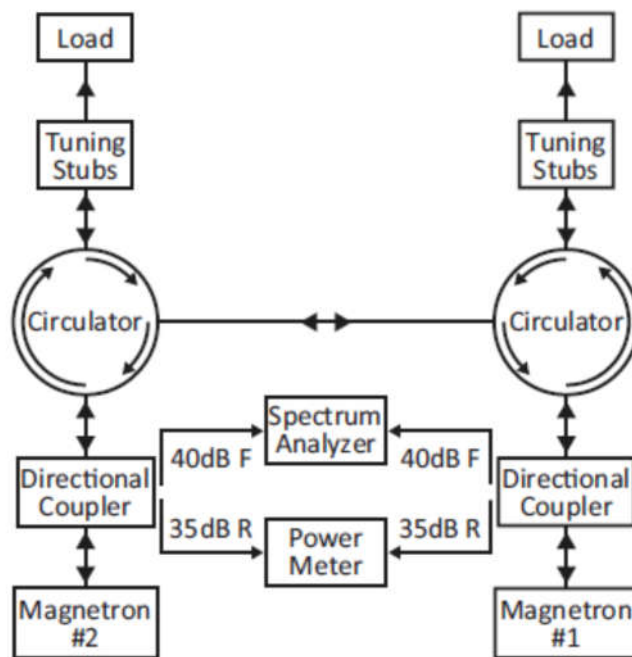 Load
Load
Tuning
Stubs
Tuning
Stubs
Circulator
Circulator
Spectrum
Analyzer
40dB F
40dB F
Directional
Coupler
Directional
Coupler
35dB R
35dB R
Power
Meter
Magnetron
#2
Magnetron
#1